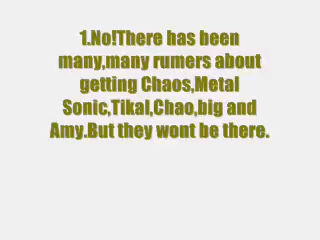 1.No!There has been
many,many rumers about
getting Chaos,Metal
Sonic,Tikal,Chao,big and
Amy.But they wont be there.